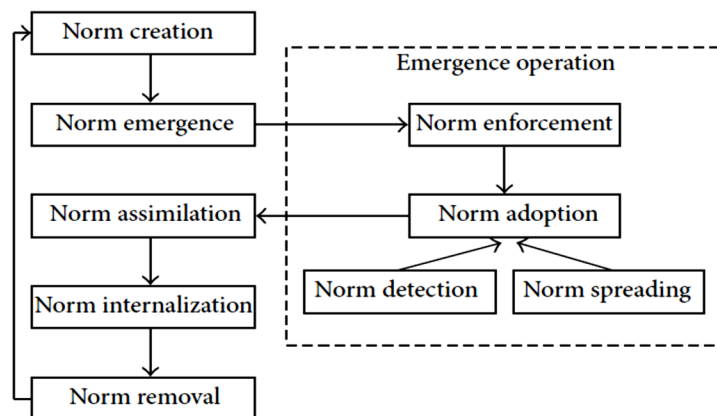 Norm creation
Emergence operation
Norm emergence
Norm enforcement
Norm assimilation
Norm adoption
Norm detection
Norm spreading
Norm internalization
Norm removal